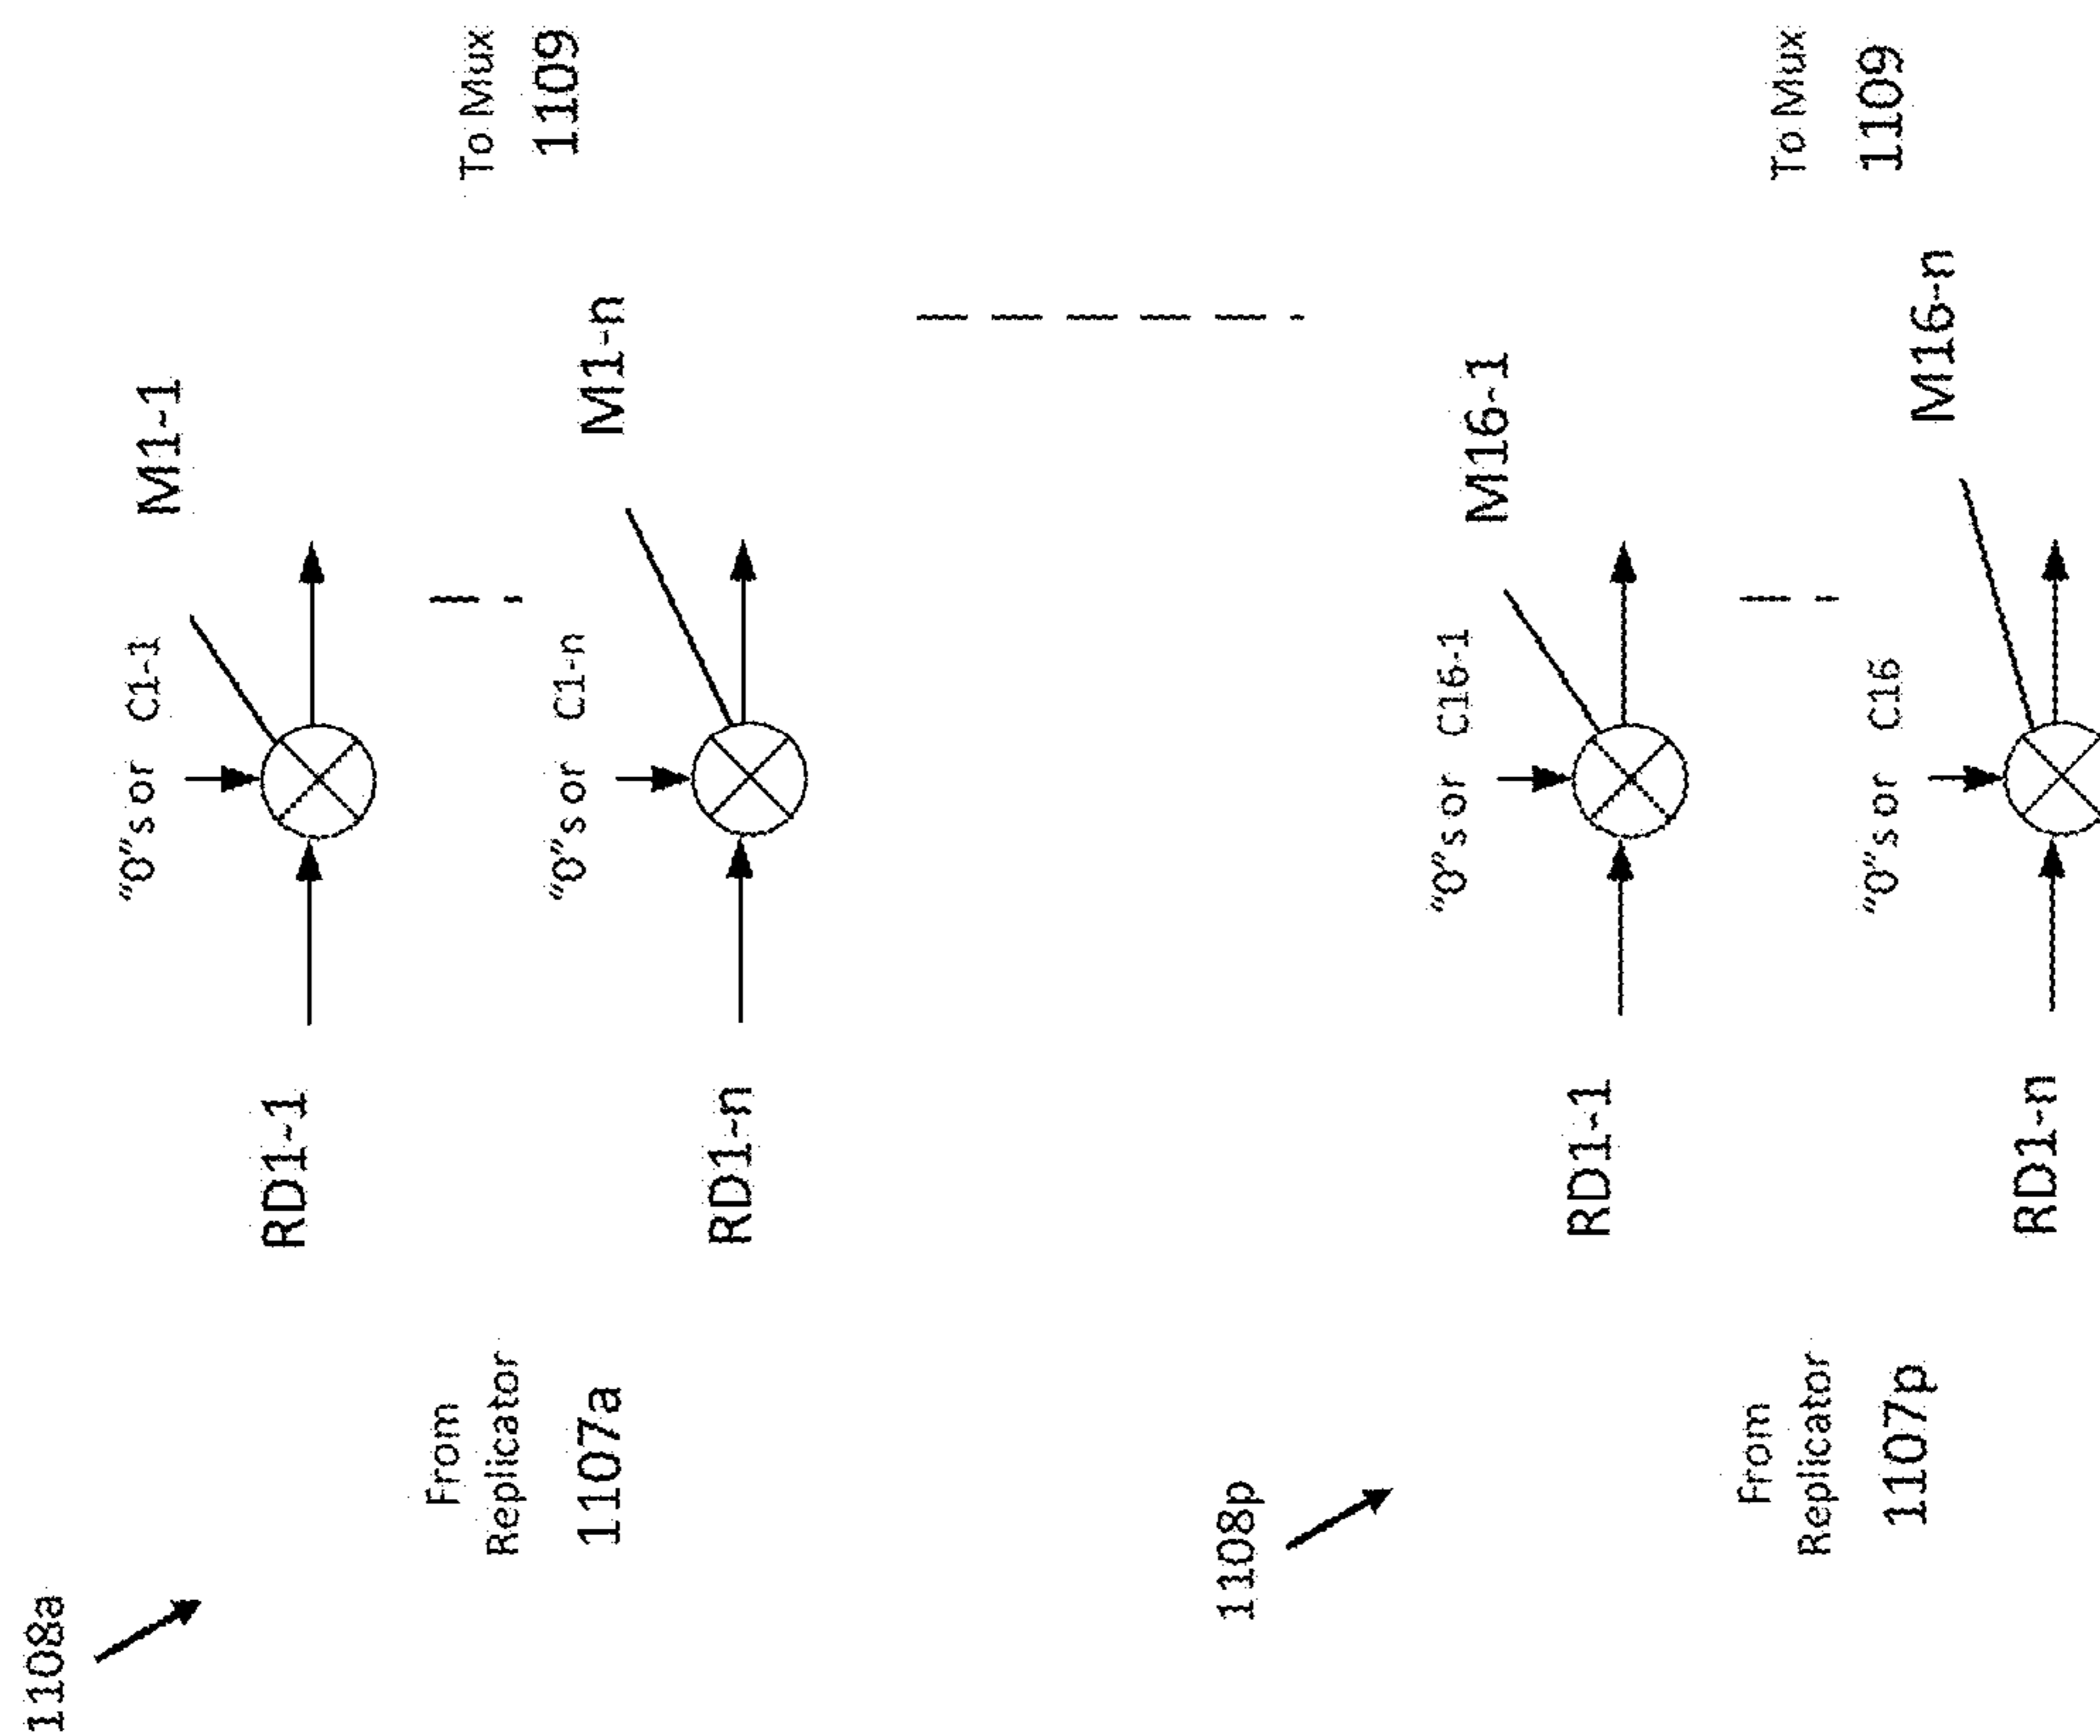 1108a
"0"s or C1-1
M1-1
RD1-1
From
Replicator
1107a
To Mux
1109
"0"s or C1-n
M1-n
RD1-n
1108p
"0"s or C16-1
M16-1
RD1-1
From
Replicator
1107p
To Mux
1109
"0"s or C16
M16-n
RD1-n